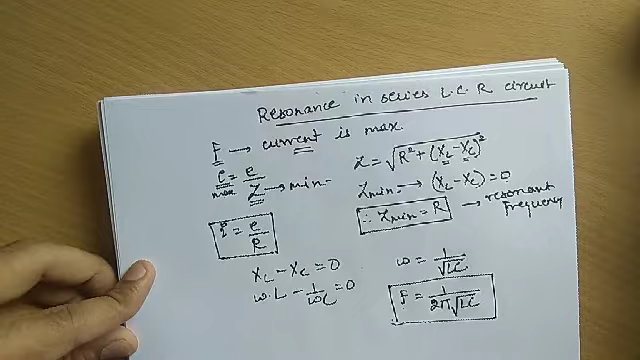 Resonance in series L.C.R circuit
F → current is max.
i = e / Z → min-
max
Z = √R² + (XL - XC)²
Zmin → (XL - XC) = 0
∴ Zmin = R → resonant frequency
i = e / R
XL - XC = 0
ω.L - 1/ωC = 0
ω = 1/√LC
F = 1/2π√LC